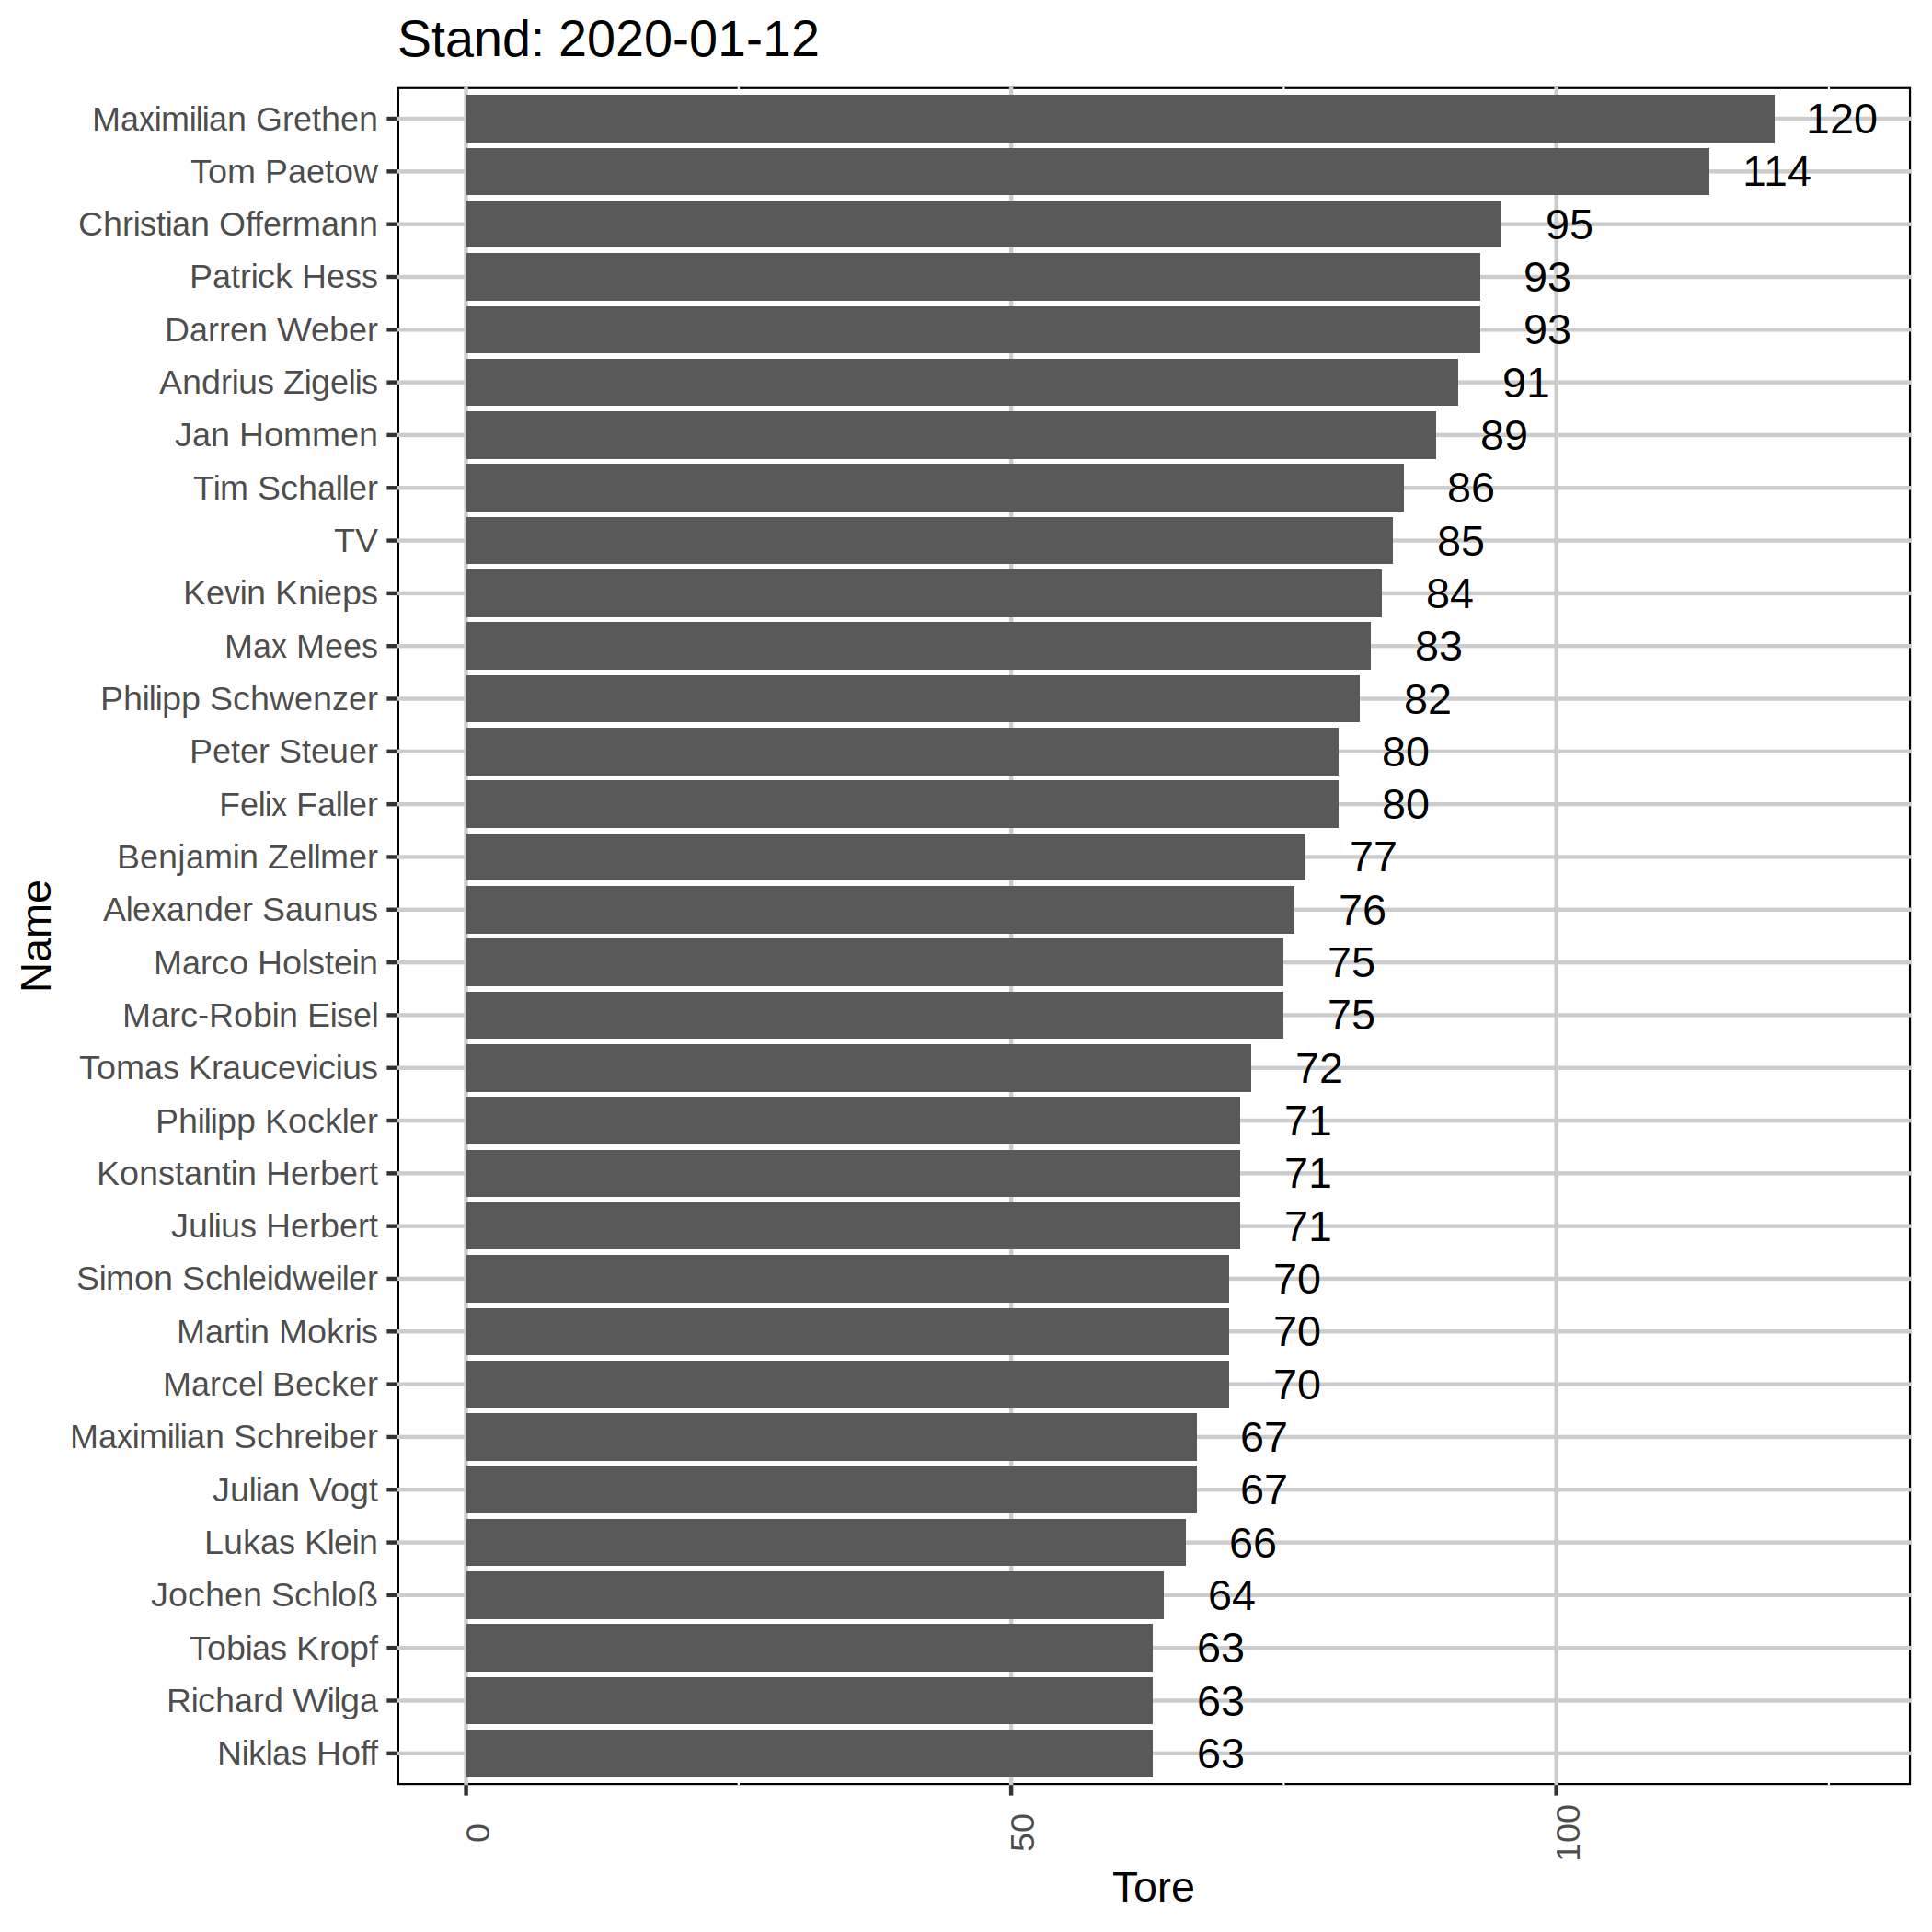 Stand: 2020-01-12
Maximilian Grethen 120
Tom Paetow 114
Christian Offermann 95
Patrick Hess 93
Darren Weber 93
Andrius Zigelis 91
Jan Hommen 89
Tim Schaller 86
TV 85
Kevin Knieps 84
Max Mees 83
Philipp Schwenzer 82
Peter Steuer 80
Felix Faller 80
Benjamin Zellmer 77
Alexander Saunus 76
Marco Holstein 75
Marc-Robin Eisel 75
Tomas Kraucevicius 72
Philipp Kockler 71
Konstantin Herbert 71
Julius Herbert 71
Simon Schleidweiler 70
Martin Mokris 70
Marcel Becker 70
Maximilian Schreiber 67
Julian Vogt 67
Lukas Klein 66
Jochen Schloß 64
Tobias Kropf 63
Richard Wilga 63
Niklas Hoff 63
Name
0 50 100
Tore